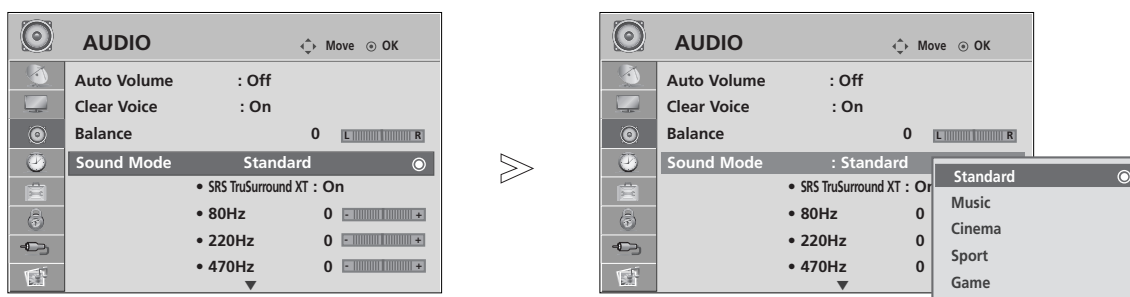 AUDIO
Move OK
Auto Volume : Off
Clear Voice : On
Balance 0 L R
Sound Mode Standard
• SRS TruSurround XT : On
• 80Hz 0 - +
• 220Hz 0 - +
• 470Hz 0 - +
AUDIO
Move OK
Auto Volume : Off
Clear Voice : On
Balance 0 L R
Sound Mode : Standard
• SRS TruSurround XT : On
• 80Hz 0
• 220Hz 0
• 470Hz 0
Standard
Music
Cinema
Sport
Game